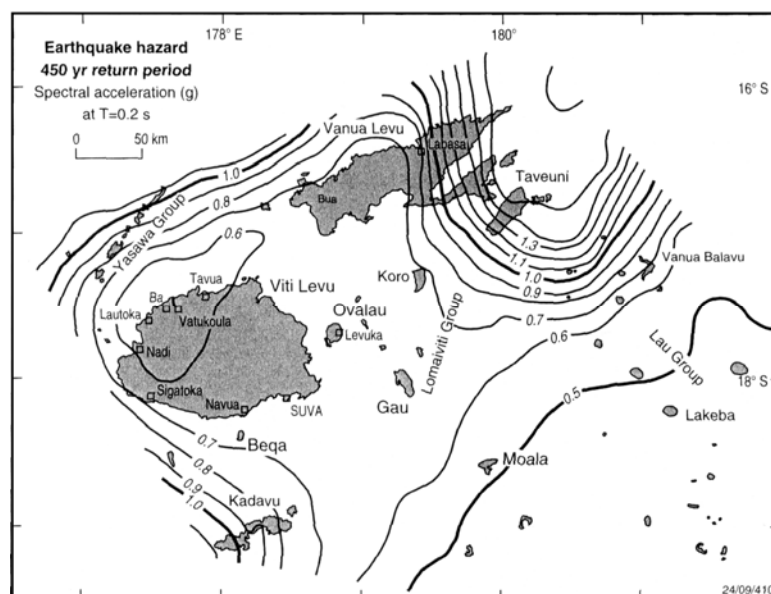 178° E
180°
Earthquake hazard
450 yr return period
Spectral acceleration (g)
at T=0.2 s
0 50 km
16° S
Vanua Levu
Labasa
Taveuni
Bua
1.0
0.8
Yasawa Group
0.6
1.3
1.1
1.0
0.9
Vanua Balavu
Koro
Tavua
Viti Levu
Ba
Vatukoula
Lautoka
Ovalau
Levuka
Lomaiviti Group
0.7
0.6
Nadi
Lau Group
18° S
Sigatoka
Navua
SUVA
Gau
0.5
Lakeba
0.7
Beqa
0.8
Moala
0.9
Kadavu
1.0
24/09/410